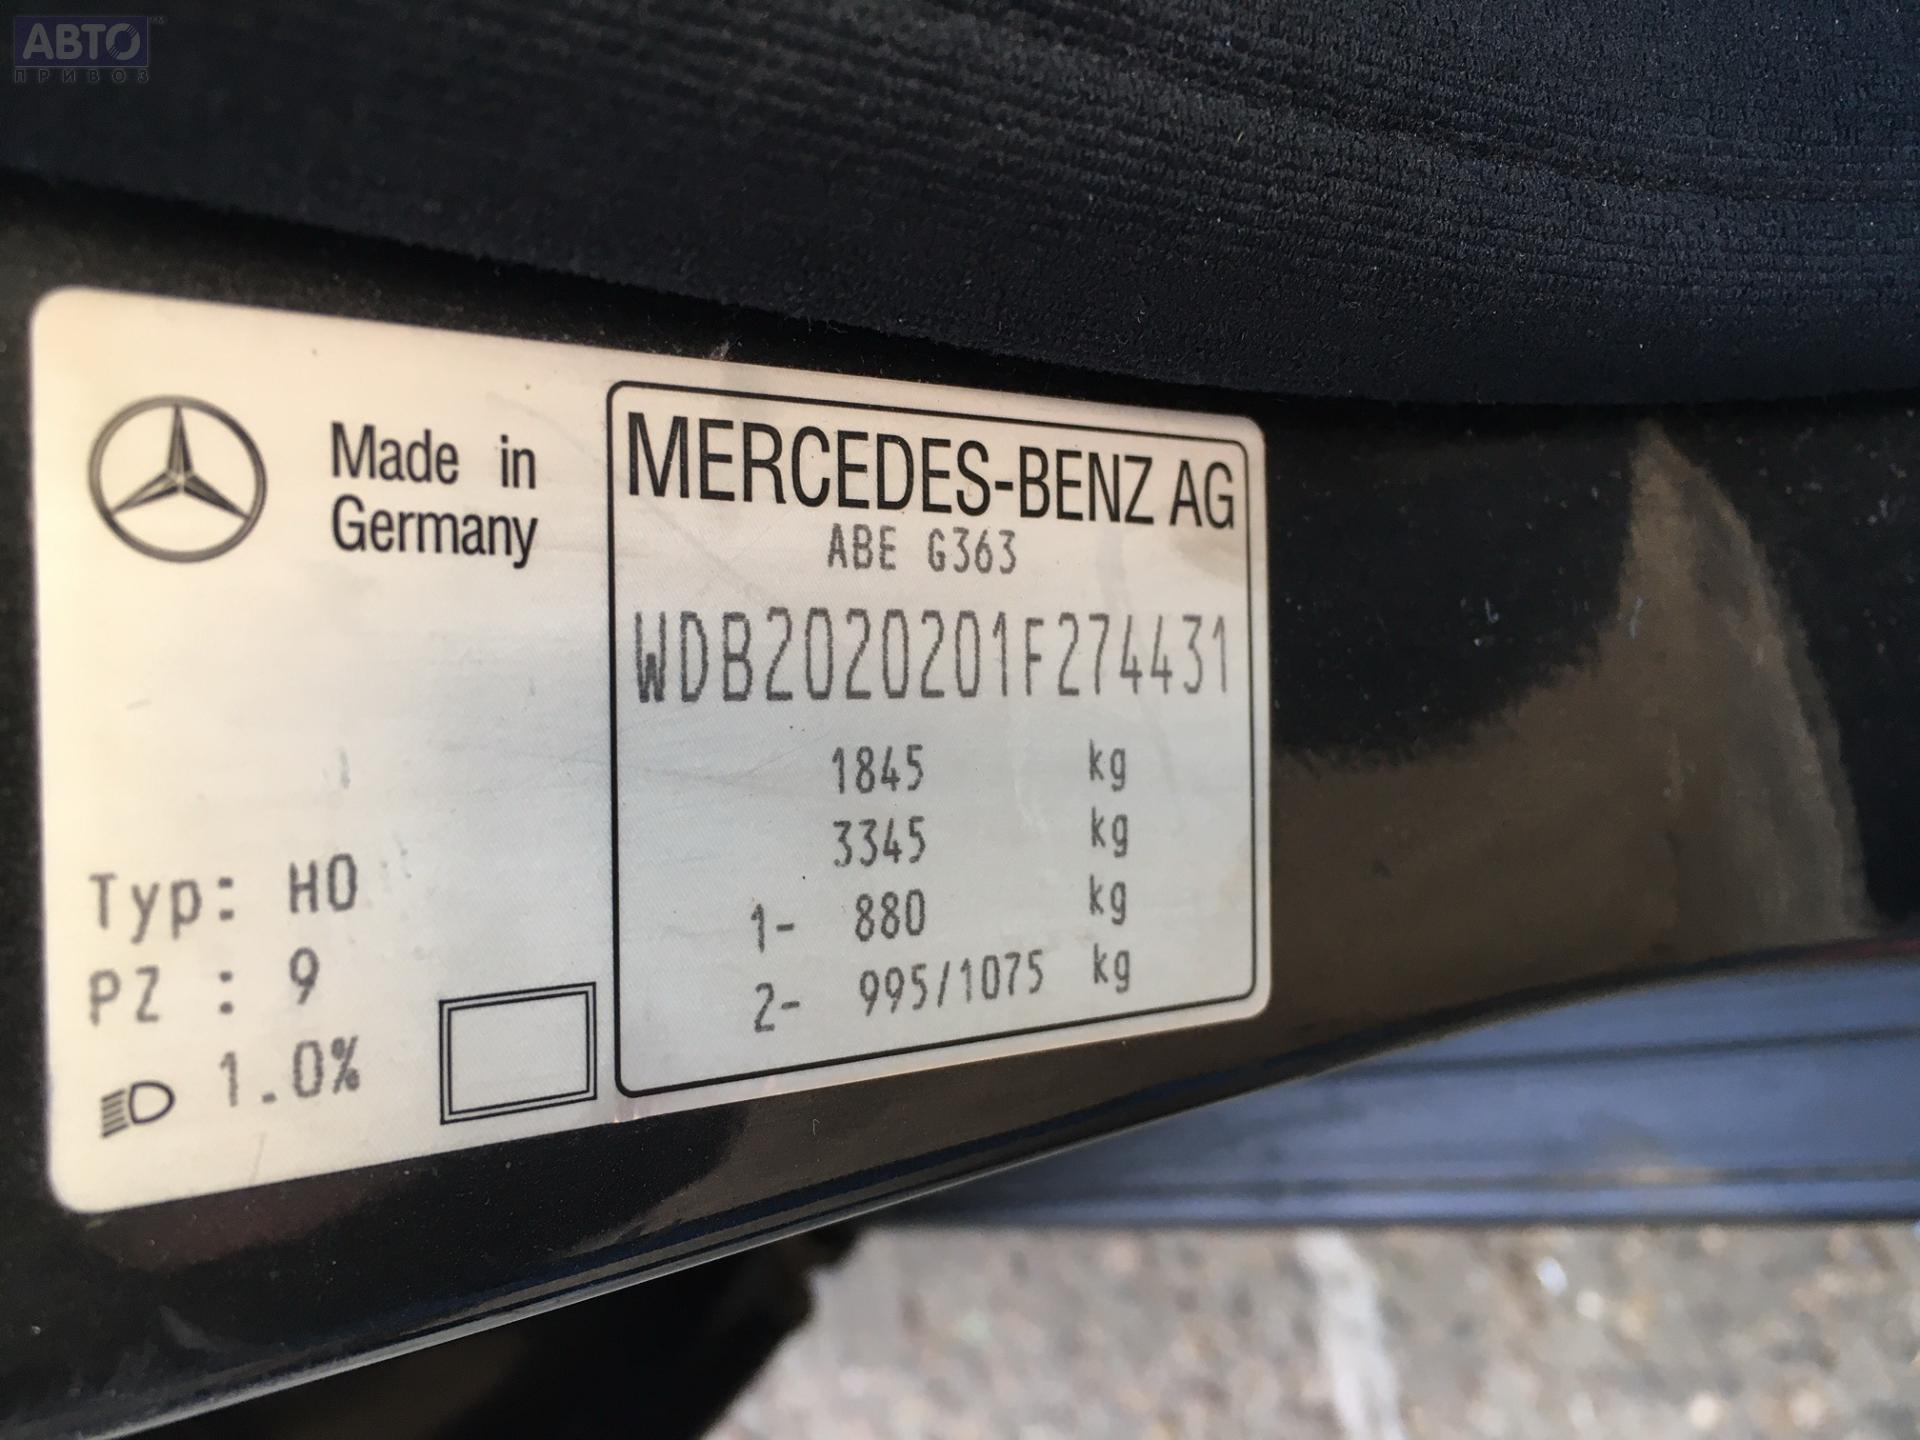 АВТО
ПРИВОЗ
Made in
Germany
MERCEDES-BENZ AG
ABE G363
WDB2020201F274431
1845 kg
3345 kg
1- 880 kg
2- 995/1075 kg
Typ: H0
PZ : 9
1.0%